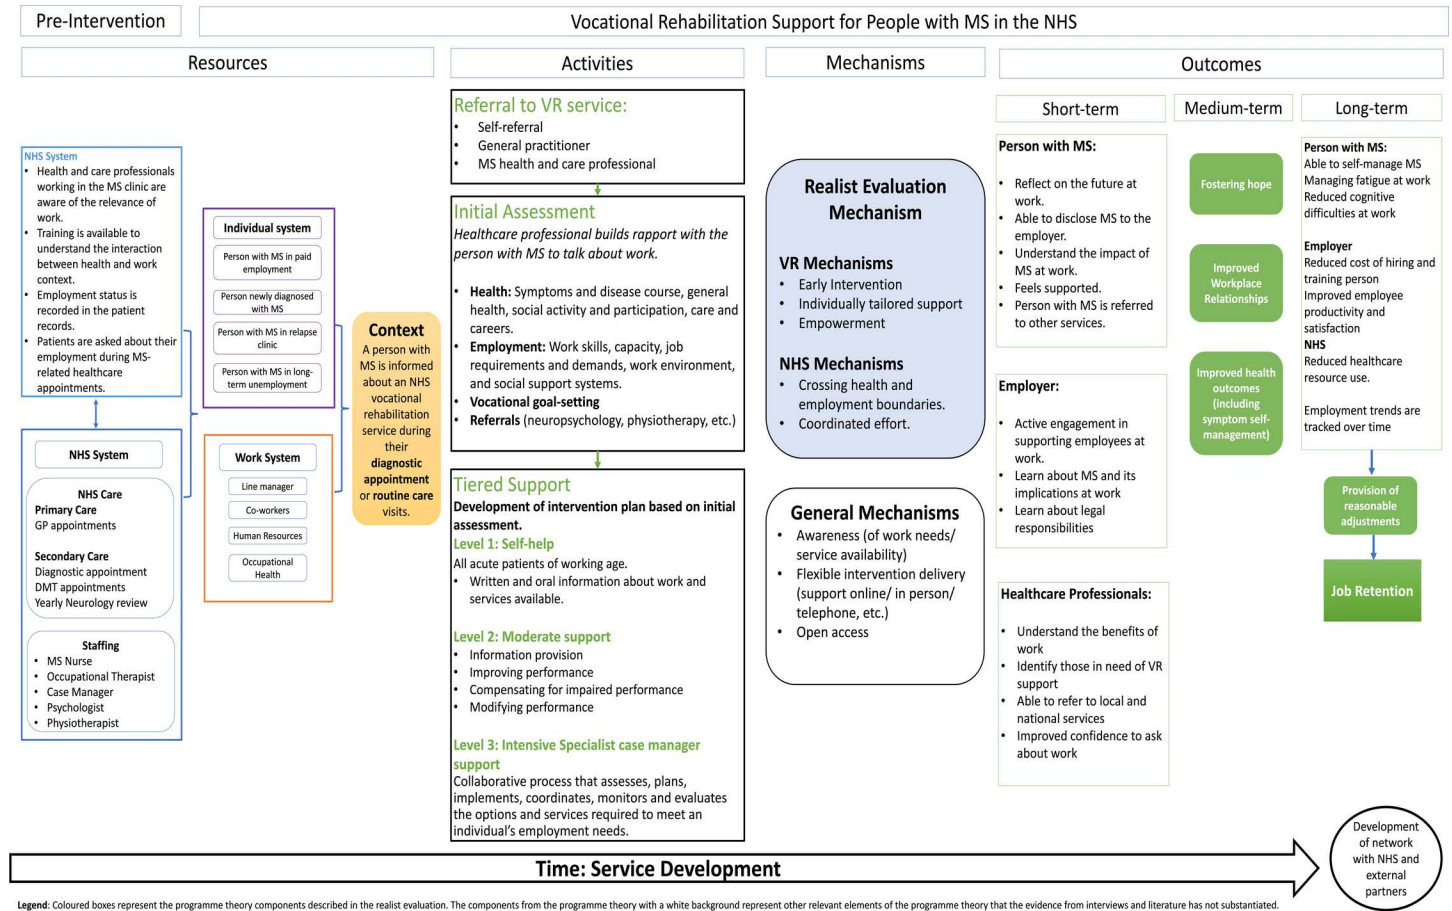 Pre-Intervention
Vocational Rehabilitation Support for People with MS in the NHS
Resources
Activities
Mechanisms
Outcomes
NHS System
• Health and care professionals
working in the MS clinic are
aware of the relevance of
work.
• Training is available to
understand the interaction
between health and work
context.
• Employment status is
recorded in the patient
records.
• Patients are asked about their
employment during MS-
related healthcare
appointments.
NHS System
NHS Care
Primary Care
GP appointments
Secondary Care
Diagnostic appointment
DMT appointments
Yearly Neurology review
Staffing
• MS Nurse
• Occupational Therapist
• Case Manager
• Psychologist
• Physiotherapist
Individual system
Person with MS in paid
employment
Person newly diagnosed
with MS
Person with MS in relapse
clinic
Person with MS in long-
term unemployment
Work System
Line manager
Co-workers
Human Resources
Occupational
Health
Context
A person with
MS is informed
about an NHS
vocational
rehabilitation
service during
their
diagnostic
appointment
or routine care
visits.
Referral to VR service:
• Self-referral
• General practitioner
• MS health and care professional
Initial Assessment
Healthcare professional builds rapport with the
person with MS to talk about work.
• Health: Symptoms and disease course, general
health, social activity and participation, care and
careers.
• Employment: Work skills, capacity, job
requirements and demands, work environment,
and social support systems.
• Vocational goal-setting
• Referrals (neuropsychology, physiotherapy, etc.)
Tiered Support
Development of intervention plan based on initial
assessment.
Level 1: Self-help
All acute patients of working age.
• Written and oral information about work and
services available.
Level 2: Moderate support
• Information provision
• Improving performance
• Compensating for impaired performance
• Modifying performance
Level 3: Intensive Specialist case manager
support
Collaborative process that assesses, plans,
implements, coordinates, monitors and evaluates
the options and services required to meet an
individual's employment needs.
Realist Evaluation
Mechanism
VR Mechanisms
• Early Intervention
• Individually tailored support
• Empowerment
NHS Mechanisms
• Crossing health and
employment boundaries.
• Coordinated effort.
General Mechanisms
• Awareness (of work needs/
service availability)
• Flexible intervention delivery
(support online/ in person/
telephone, etc.)
• Open access
Short-term
Person with MS:
• Reflect on the future at
work.
• Able to disclose MS to the
employer.
• Understand the impact of
MS at work.
• Feels supported.
• Person with MS is referred
to other services.
Employer:
• Active engagement in
supporting employees at
work.
• Learn about MS and its
implications at work
• Learn about legal
responsibilities
Healthcare Professionals:
• Understand the benefits of
work
• Identify those in need of VR
support
• Able to refer to local and
national services
• Improved confidence to ask
about work
Medium-term
Fostering hope
Improved
Workplace
Relationships
Improved health
outcomes
(including
symptom self-
management)
Long-term
Person with MS:
Able to self-manage MS
Managing fatigue at work
Reduced cognitive
difficulties at work
Employer
Reduced cost of hiring and
training person
Improved employee
productivity and
satisfaction
NHS
Reduced healthcare
resource use.
Employment trends are
tracked over time
Provision of
reasonable
adjustments
Job Retention
Time: Service Development
Development
of network
with NHS and
external
partners
Legend: Coloured boxes represent the programme theory components described in the realist evaluation. The components from the programme theory with a white background represent other relevant elements of the programme theory that the evidence from interviews and literature has not substantiated.